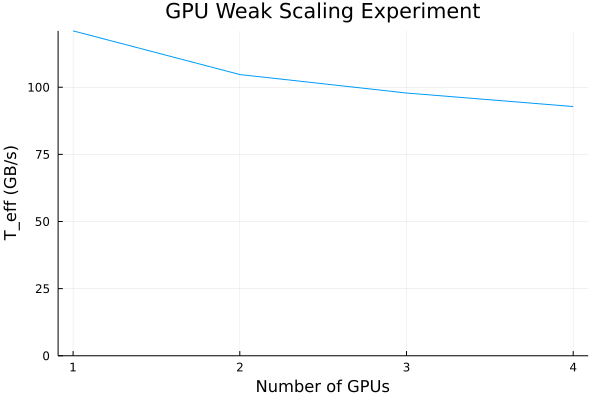 GPU Weak Scaling Experiment
T_eff (GB/s)
100
75
50
25
0
1 2 3 4
Number of GPUs